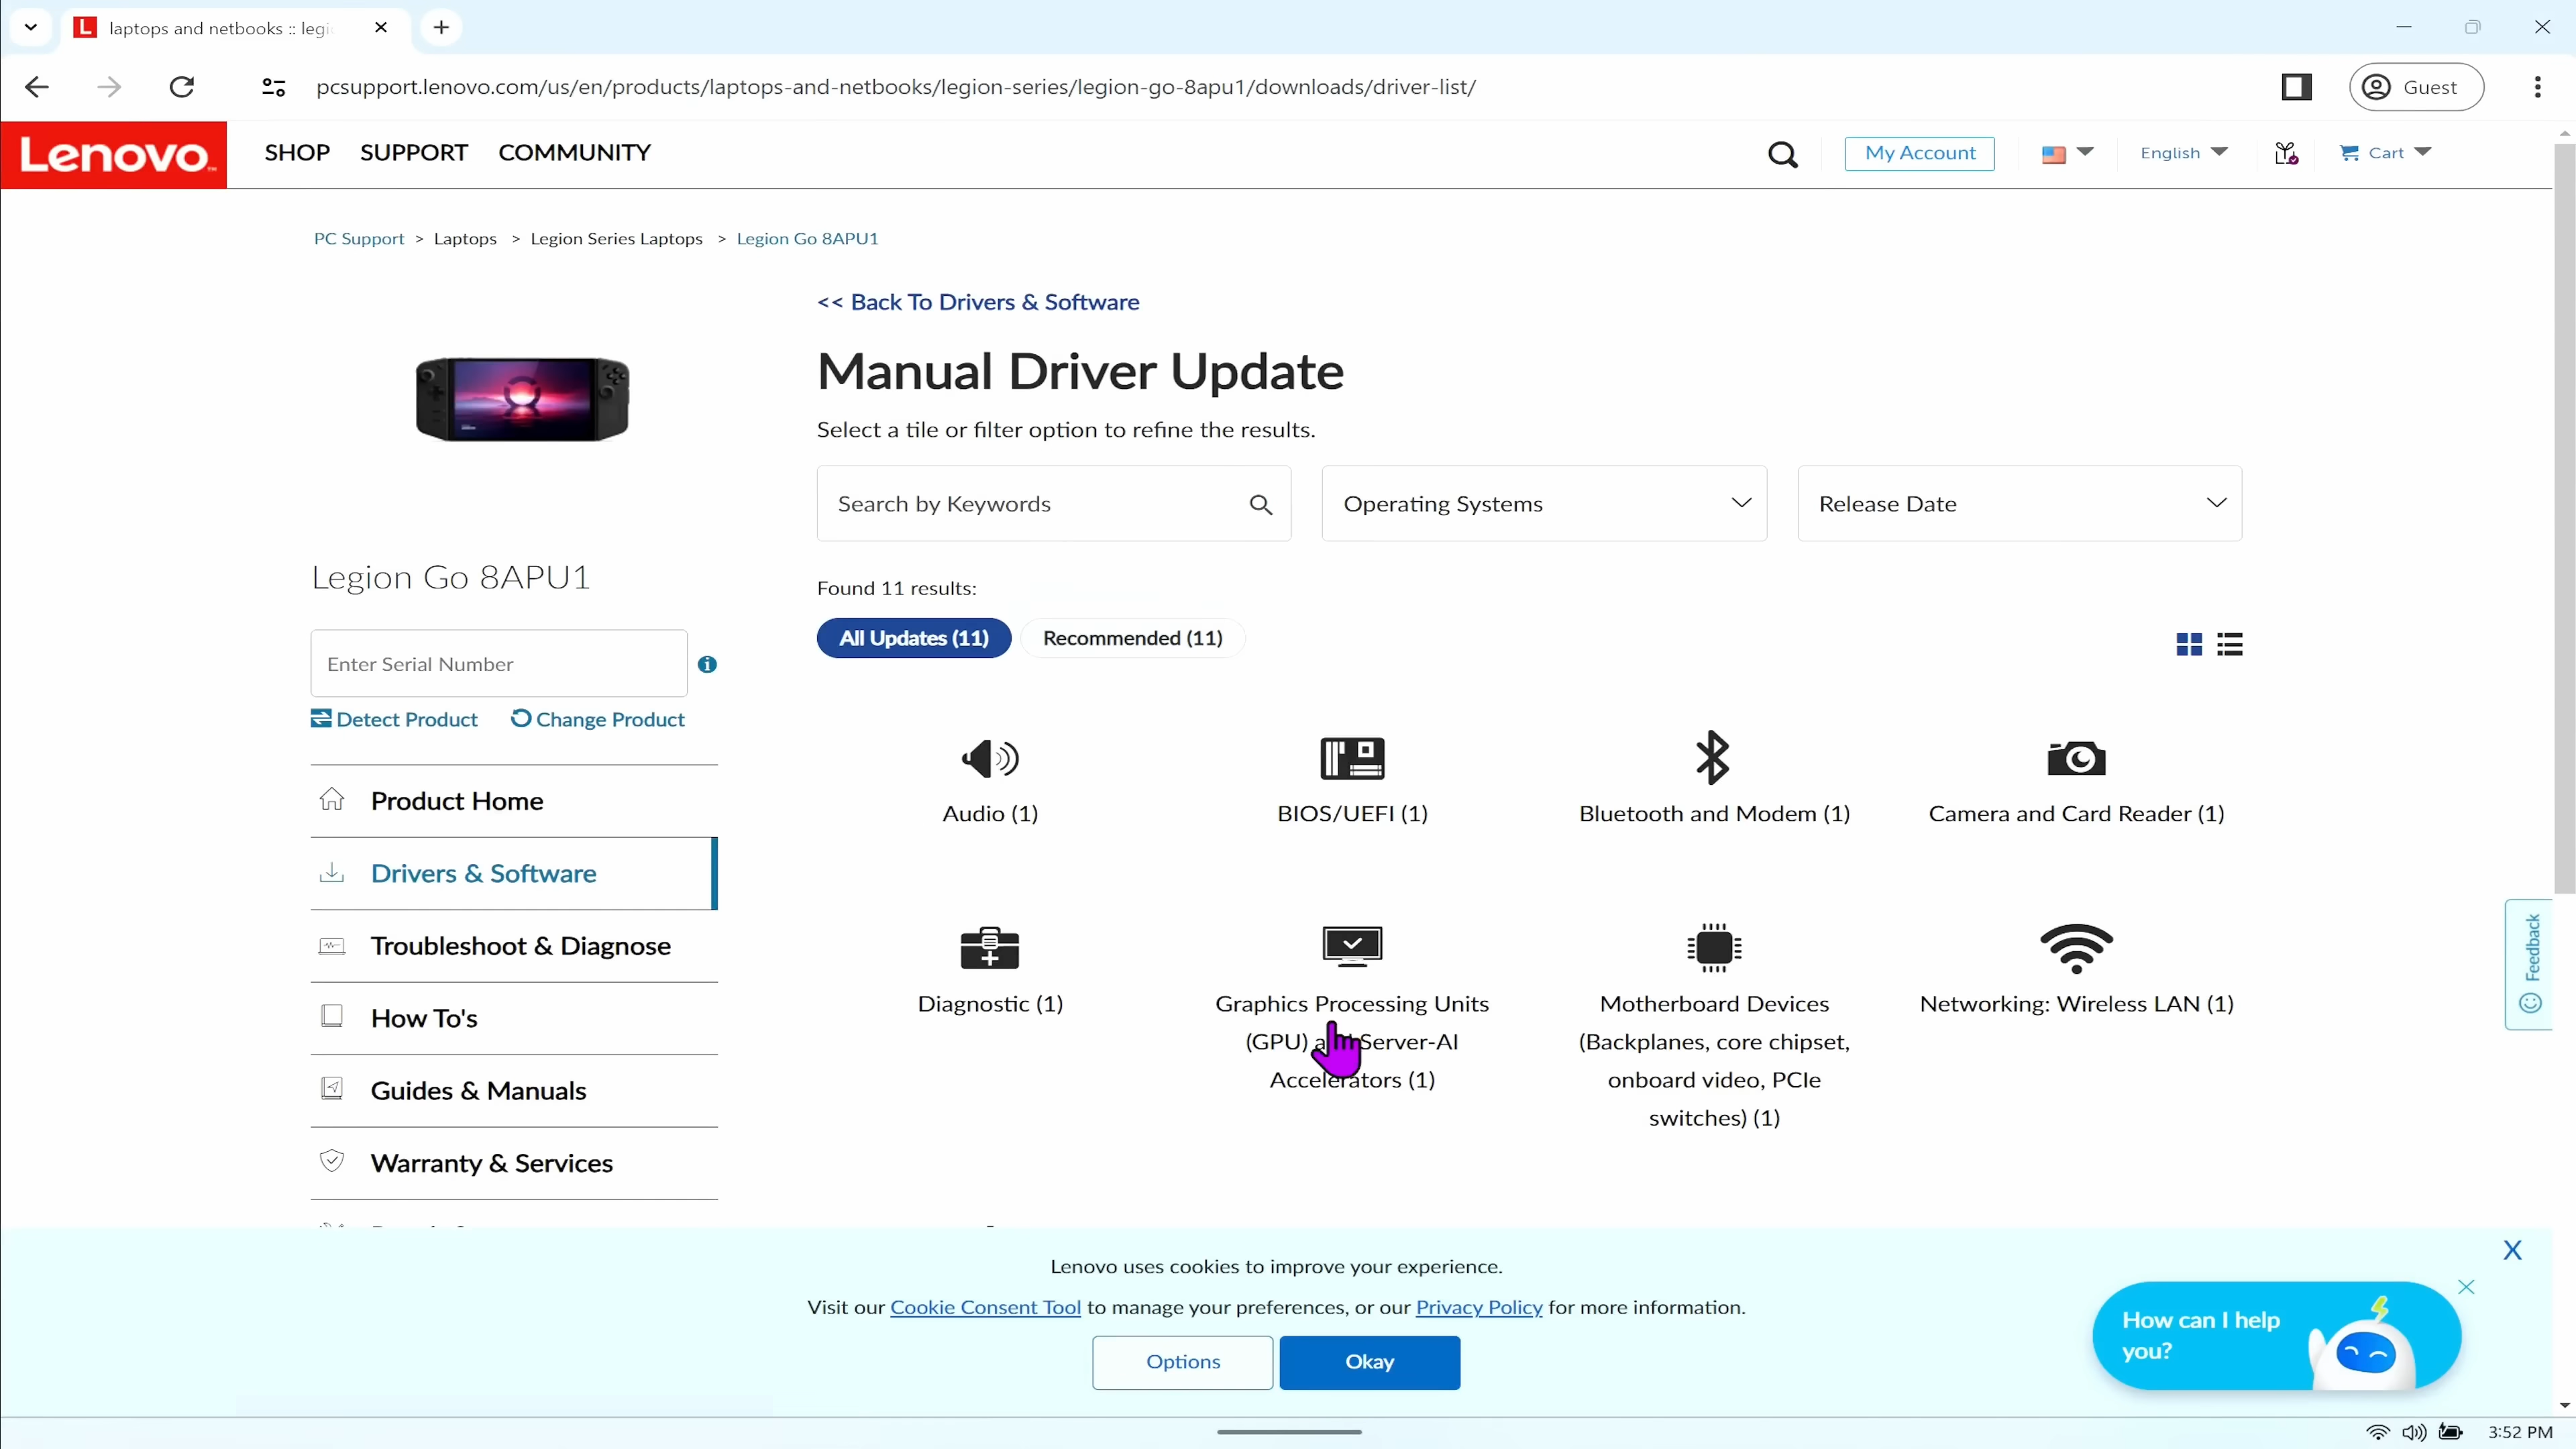 laptops and netbooks :: legi
pcsupport.lenovo.com/us/en/products/laptops-and-netbooks/legion-series/legion-go-8apu1/downloads/driver-list/
Guest
Lenovo
SHOP SUPPORT COMMUNITY
My Account
English
Cart
PC Support > Laptops > Legion Series Laptops > Legion Go 8APU1
<< Back To Drivers & Software
Manual Driver Update
Select a tile or filter option to refine the results.
Search by Keywords
Operating Systems
Release Date
Found 11 results:
All Updates (11)
Recommended (11)
Legion Go 8APU1
Enter Serial Number
Detect Product
Change Product
Product Home
Drivers & Software
Troubleshoot & Diagnose
How To's
Guides & Manuals
Warranty & Services
Audio (1)
BIOS/UEFI (1)
Bluetooth and Modem (1)
Camera and Card Reader (1)
Diagnostic (1)
Graphics Processing Units
(GPU) Server-AI
Accelerators (1)
Motherboard Devices
(Backplanes, core chipset,
onboard video, PCIe
switches) (1)
Networking: Wireless LAN (1)
Feedback
Lenovo uses cookies to improve your experience.
Visit our Cookie Consent Tool to manage your preferences, or our Privacy Policy for more information.
Options
Okay
How can I help
you?
3:52 PM